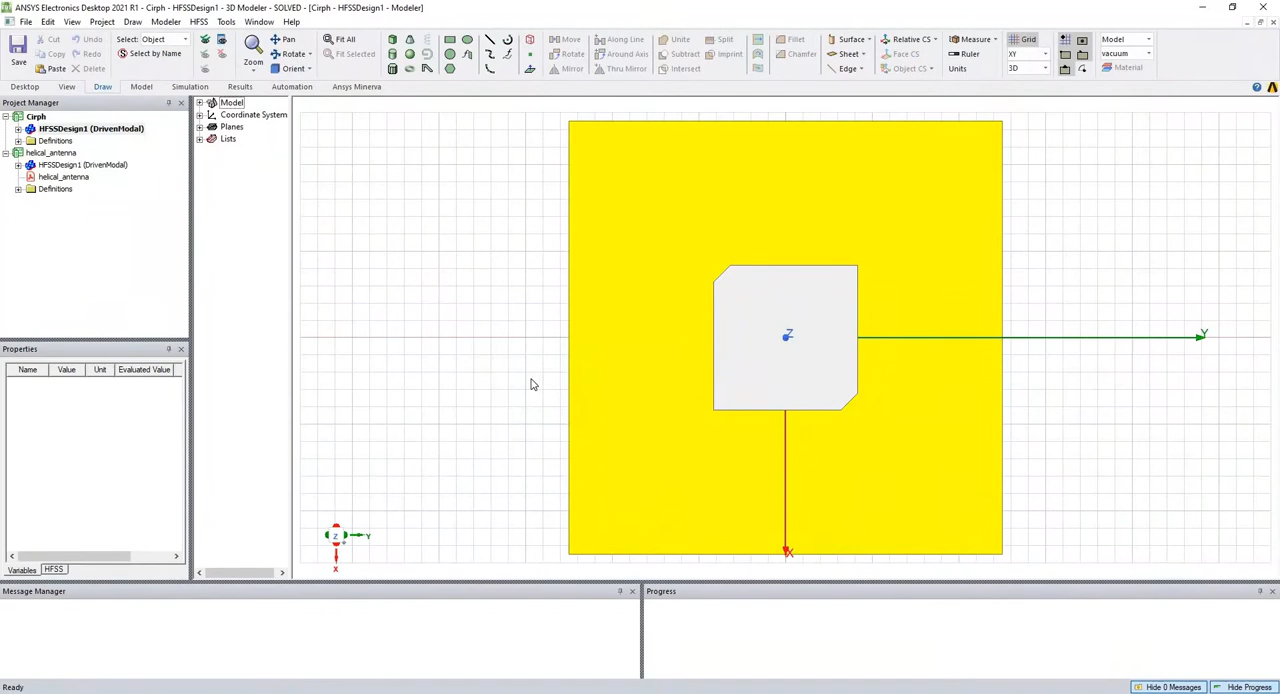 ANSYS Electronics Desktop 2021 R1 - Cirph - HFSSDesign1 - 3D Modeler - SOLVED - [Cirph - HFSSDesign1 - Modeler]
File Edit View Project Draw Modeler HFSS Tools Window Help
Save Cut Copy Paste Undo Redo Delete Select: Object Select by Name Zoom Pan Rotate Orient Fit All Fit Selected
Move Rotate Mirror Along Line Around Axis Thru Mirror Unite Subtract Intersect Split Imprint Fillet Chamfer
Surface Sheet Edge Relative CS Face CS Object CS Measure Ruler Units Grid XY 3D Model vacuum Material
Desktop View Draw Model Simulation Results Automation Ansys Minerva
Project Manager
Cirph
HFSSDesign1 (DrivenModal)
Definitions
helical_antenna
HFSSDesign1 (DrivenModal)
helical_antenna
Definitions
Model
Coordinate System
Planes
Lists
Z
Y
X
Z
Y
X
Properties
Name Value Unit Evaluated Value
Variables HFSS
Message Manager
Progress
Ready
Hide 0 Messages Hide Progress